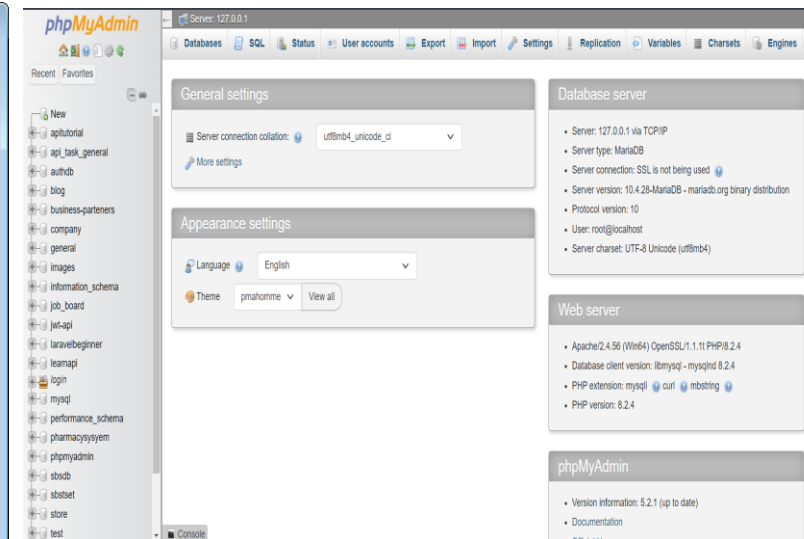 phpMyAdmin
Recent Favorites
New
apitutorial
api_task_general
authdb
blog
business-parteners
company
general
images
information_schema
job_board
jwt-api
laravelbeginner
learnapi
login
mysql
performance_schema
pharmacysysyem
phpmyadmin
sbsdb
sbstset
store
test
Server: 127.0.0.1
Databases SQL Status User accounts Export Import Settings Replication Variables Charsets Engines
General settings
Server connection collation: utf8mb4_unicode_ci
More settings
Appearance settings
Language English
Theme pmahomme View all
Database server
Server: 127.0.0.1 via TCP/IP
Server type: MariaDB
Server connection: SSL is not being used
Server version: 10.4.28-MariaDB - mariadb.org binary distribution
Protocol version: 10
User: root@localhost
Server charset: UTF-8 Unicode (utf8mb4)
Web server
Apache/2.4.56 (Win64) OpenSSL/1.1.1t PHP/8.2.4
Database client version: libmysql - mysqlnd 8.2.4
PHP extension: mysqli curl mbstring
PHP version: 8.2.4
phpMyAdmin
Version information: 5.2.1 (up to date)
Documentation
Console